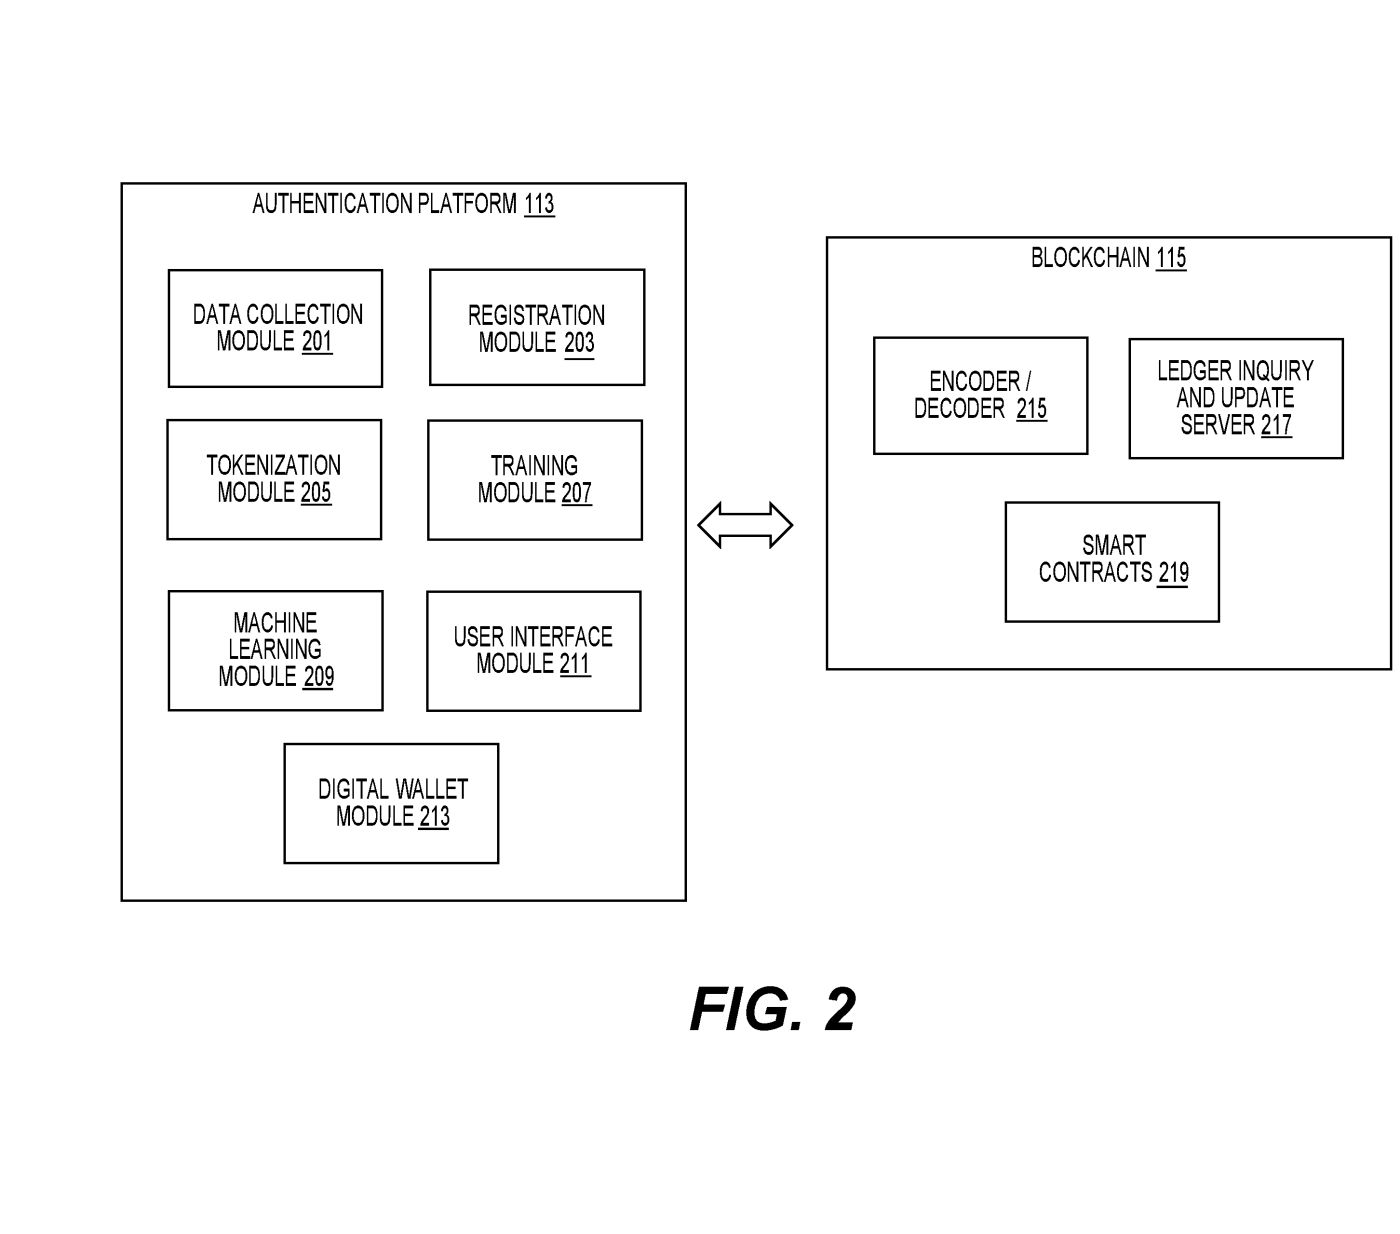 AUTHENTICATION PLATFORM 113
DATA COLLECTION
MODULE 201
REGISTRATION
MODULE 203
TOKENIZATION
MODULE 205
TRAINING
MODULE 207
MACHINE
LEARNING
MODULE 209
USER INTERFACE
MODULE 211
DIGITAL WALLET
MODULE 213
BLOCKCHAIN 115
ENCODER /
DECODER 215
LEDGER INQUIRY
AND UPDATE
SERVER 217
SMART
CONTRACTS 219
FIG. 2